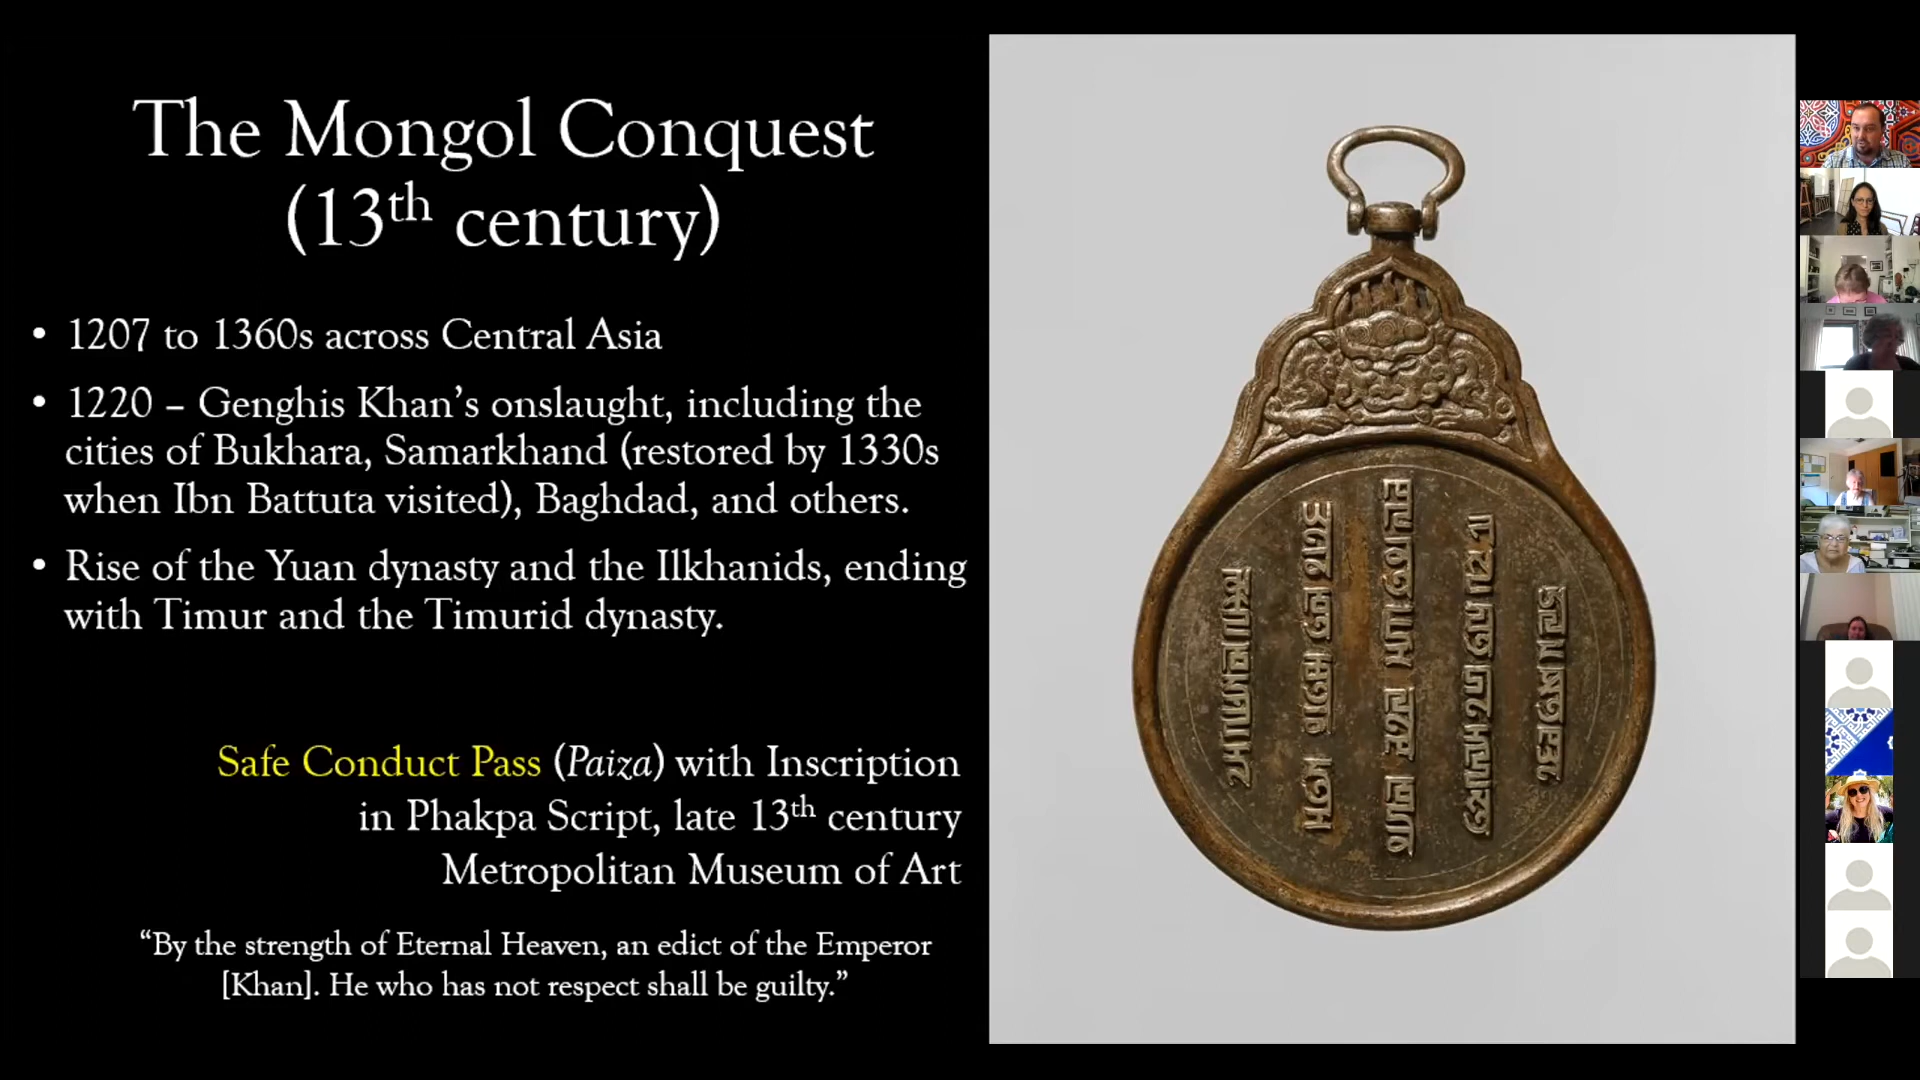 The Mongol Conquest
(13th century)
• 1207 to 1360s across Central Asia
• 1220 – Genghis Khan’s onslaught, including the
cities of Bukhara, Samarkhand (restored by 1330s
when Ibn Battuta visited), Baghdad, and others.
• Rise of the Yuan dynasty and the Ilkhanids, ending
with Timur and the Timurid dynasty.
Safe Conduct Pass (Paiza) with Inscription
in Phakpa Script, late 13th century
Metropolitan Museum of Art
“By the strength of Eternal Heaven, an edict of the Emperor
[Khan]. He who has not respect shall be guilty.”